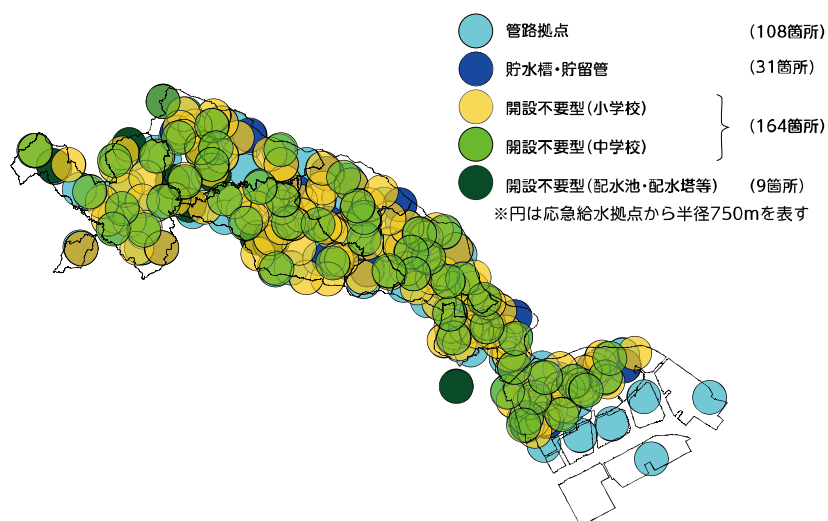 管路拠点 (108箇所)
貯水槽・貯留管 (31箇所)
開設不要型(小学校)
(164箇所)
開設不要型(中学校)
開設不要型(配水池・配水塔等) (9箇所)
※円は応急給水拠点から半径750mを表す